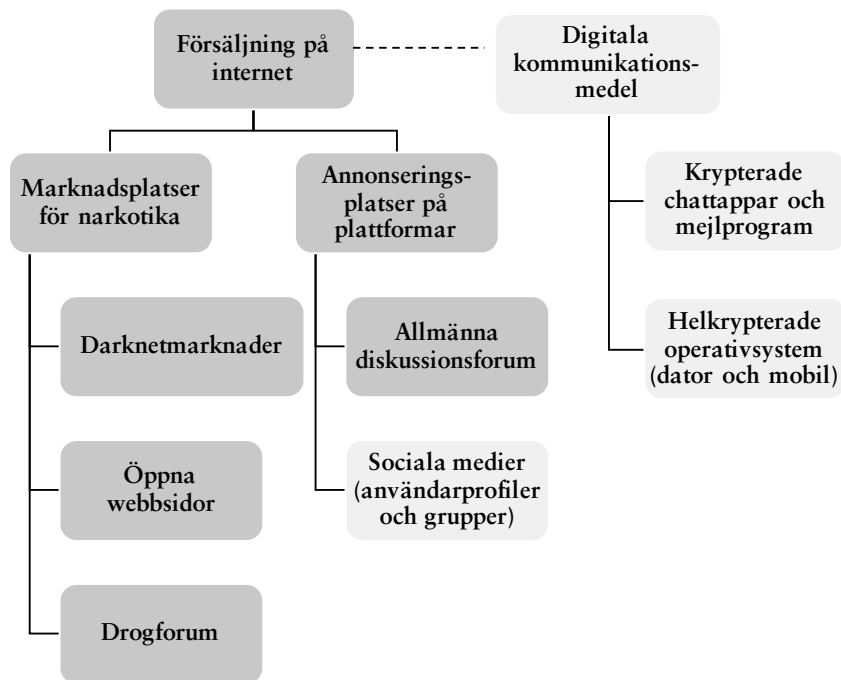 Försäljning på
internet
Digitala
kommunikations-
medel
Marknadsplatser
för narkotika
Annonserings-
platser på
plattformar
Krypterade
chattappar och
mejlprogram
Darknetmarknader
Allmänna
diskussionsforum
Helkrypterade
operativsystem
(dator och mobil)
Öppna
webbsidor
Sociala medier
(användarprofiler
och grupper)
Drogforum